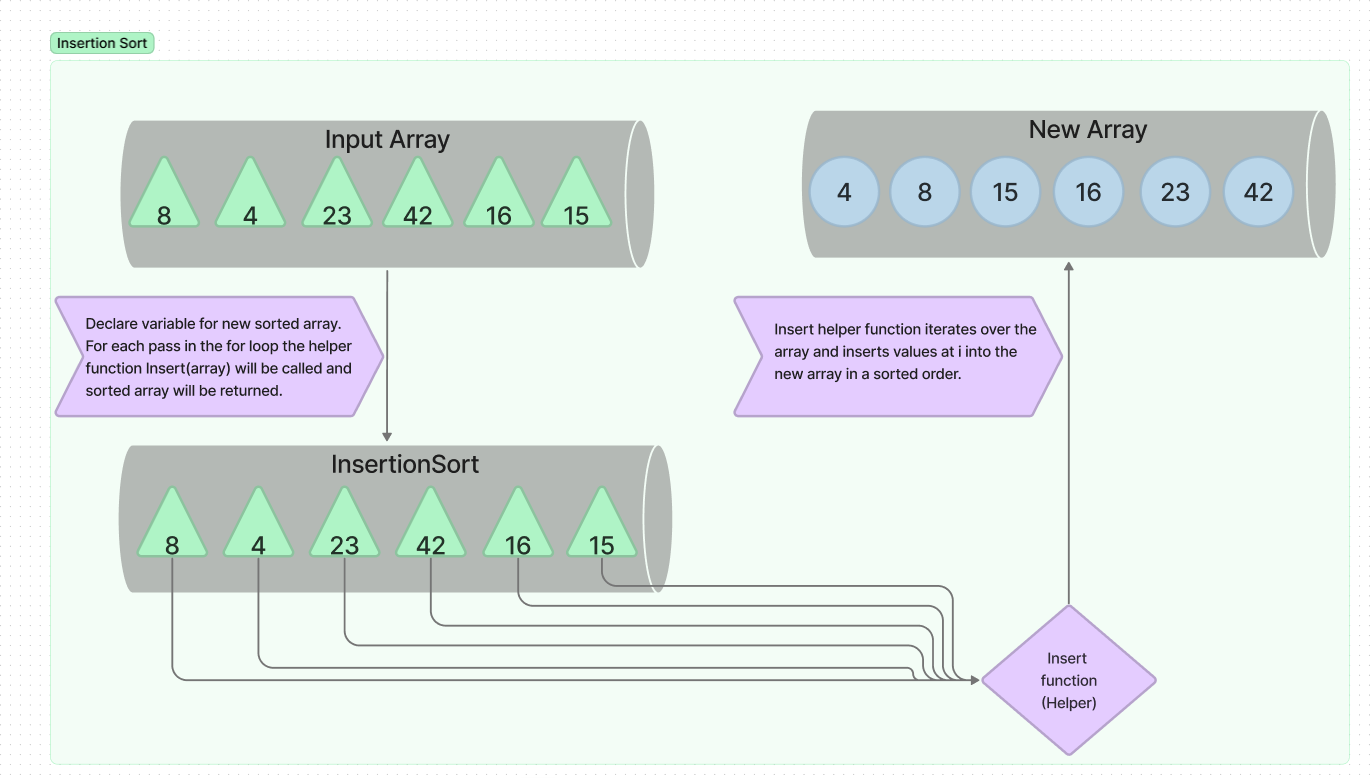 Insertion Sort
Input Array
8 4 23 42 16 15
New Array
4 8 15 16 23 42
Declare variable for new sorted array.
For each pass in the for loop the helper
function Insert(array) will be called and
sorted array will be returned.
Insert helper function iterates over the
array and inserts values at i into the
new array in a sorted order.
InsertionSort
8 4 23 42 16 15
Insert
function
(Helper)